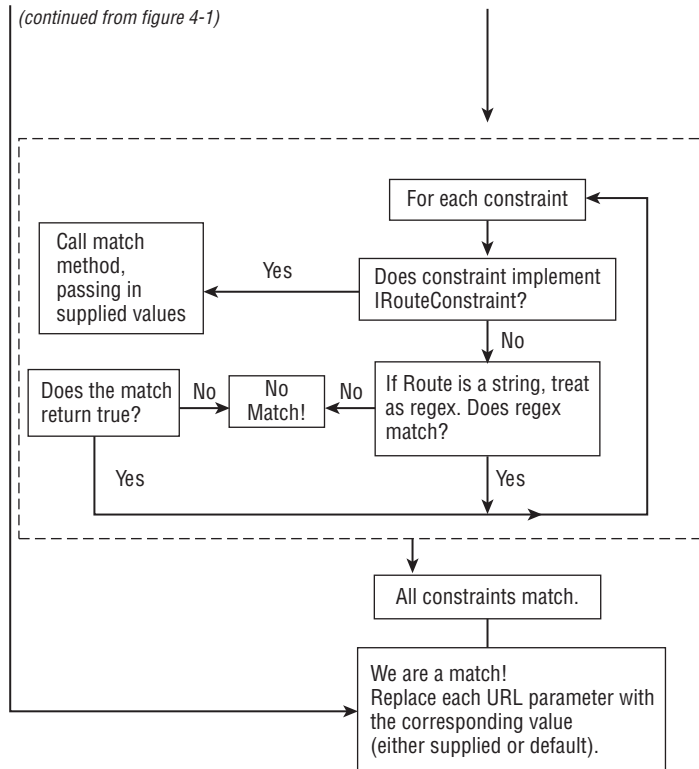 (continued from figure 4-1)
For each constraint
Call match
method,
passing in
supplied values
Yes
Does constraint implement
IRouteConstraint?
No
Does the match
return true?
No
No
Match!
No
If Route is a string, treat
as regex. Does regex
match?
Yes
Yes
All constraints match.
We are a match!
Replace each URL parameter with
the corresponding value
(either supplied or default).